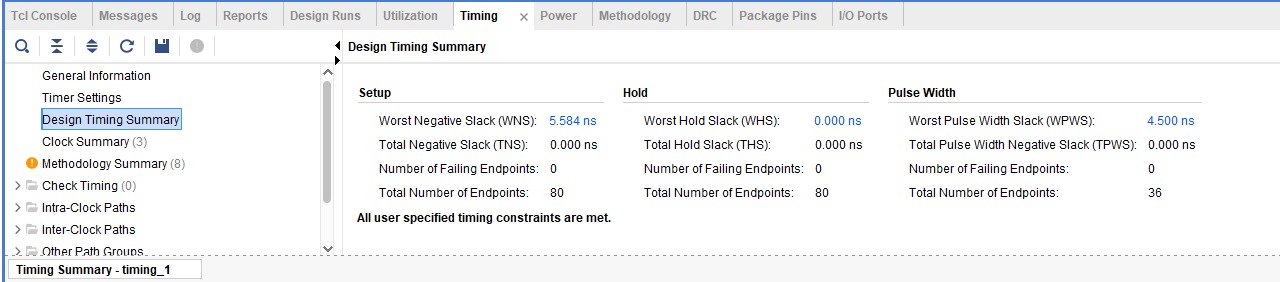 Tcl Console Messages Log Reports Design Runs Utilization Timing × Power Methodology DRC Package Pins I/O Ports
Design Timing Summary
General Information
Timer Settings
Design Timing Summary
Clock Summary (3)
Methodology Summary (8)
Check Timing (0)
Intra-Clock Paths
Inter-Clock Paths
Other Path Groups
Setup Hold Pulse Width
Worst Negative Slack (WNS): 5.584 ns Worst Hold Slack (WHS): 0.000 ns Worst Pulse Width Slack (WPWS): 4.500 ns
Total Negative Slack (TNS): 0.000 ns Total Hold Slack (THS): 0.000 ns Total Pulse Width Negative Slack (TPWS): 0.000 ns
Number of Failing Endpoints: 0 Number of Failing Endpoints: 0 Number of Failing Endpoints: 0
Total Number of Endpoints: 80 Total Number of Endpoints: 80 Total Number of Endpoints: 36
All user specified timing constraints are met.
Timing Summary - timing_1